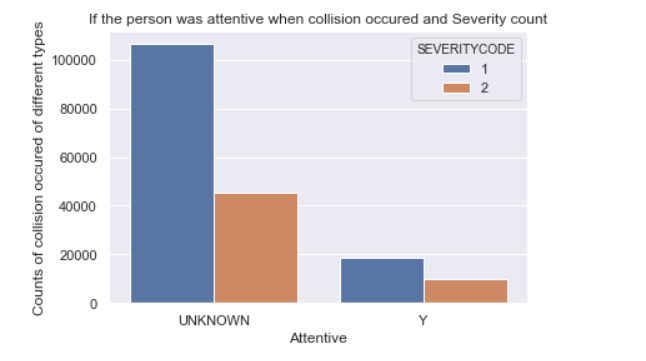 If the person was attentive when collision occured and Severity count
Counts of collision occured of different types
100000
80000
60000
40000
20000
0
SEVERITYCODE
1
2
UNKNOWN
Y
Attentive